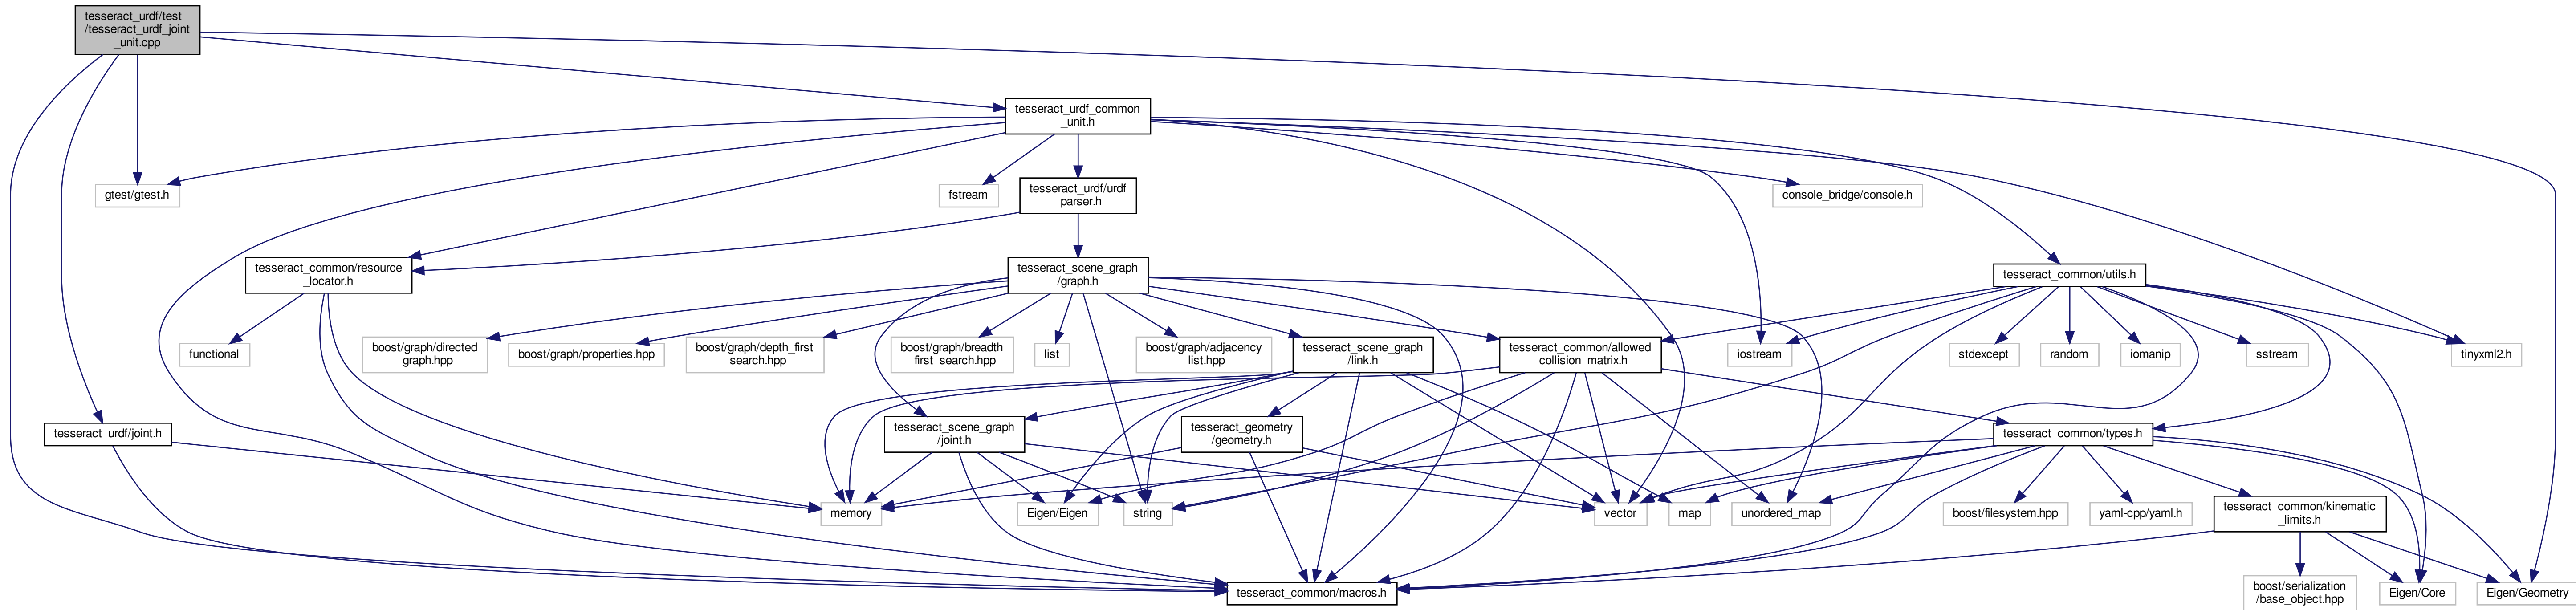 tesseract_urdf/test
/tesseract_urdf_joint
_unit.cpp
tesseract_urdf_common
_unit.h
gtest/gtest.h
fstream
tesseract_urdf/urdf
_parser.h
console_bridge/console.h
tesseract_common/resource
_locator.h
tesseract_scene_graph
/graph.h
tesseract_common/utils.h
functional
boost/graph/directed
_graph.hpp
boost/graph/properties.hpp
boost/graph/depth_first
_search.hpp
boost/graph/breadth
_first_search.hpp
list
boost/graph/adjacency
_list.hpp
tesseract_scene_graph
/link.h
tesseract_common/allowed
_collision_matrix.h
iostream
stdexcept
random
iomanip
sstream
tinyxml2.h
tesseract_urdf/joint.h
tesseract_scene_graph
/joint.h
tesseract_geometry
/geometry.h
tesseract_common/types.h
memory
Eigen/Eigen
string
vector
map
unordered_map
boost/filesystem.hpp
yaml-cpp/yaml.h
tesseract_common/kinematic
_limits.h
tesseract_common/macros.h
boost/serialization
/base_object.hpp
Eigen/Core
Eigen/Geometry